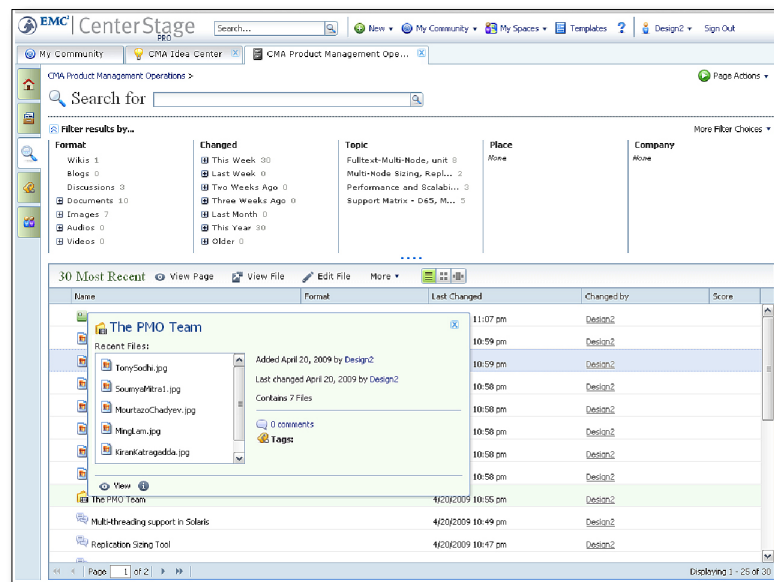 EMC² CenterStage PRO Search... New My Community My Spaces Templates ? Design2 Sign Out
My Community CMA Idea Center CMA Product Management Ope...
CMA Product Management Operations > Page Actions
Search for
Filter results by... More Filter Choices
Format Changed Topic Place Company
Wikis 1 This Week 30 Fulltext-Multi-Node, unit 8 None None
Blogs 0 Last Week 0 Multi-Node Sizing, Repl... 2
Discussions 3 Two Weeks Ago 0 Performance and Scalabi... 3
Documents 10 Three Weeks Ago 0 Support Matrix - D65, M... 5
Images 7 Last Month 0
Audios 0 This Year 30
Videos 0 Older 0
30 Most Recent View Page View File Edit File More
Name Format Last Changed Changed by Score
11:07 pm Design2
The PMO Team
10:59 pm Design2
Recent Files:
Added April 20, 2009 by Design2
TonySodhi.jpg 10:59 pm Design2
Last changed April 20, 2009 by Design2
SoumyaMitra1.jpg 10:58 pm Design2
Contains 7 Files
MourtazoChadyev.jpg 10:58 pm Design2
0 comments
MingLam.jpg 10:58 pm Design2
Tags:
KiranKatragadda.jpg 10:58 pm Design2
10:58 pm Design2
View
The PMO Team 4/20/2009 10:55 pm Design2
Multi-threading support in Solaris 4/20/2009 10:49 pm Design2
Replication Sizing Tool 4/20/2009 10:47 pm Design2
Page 1 of 2 Displaying 1 - 25 of 30